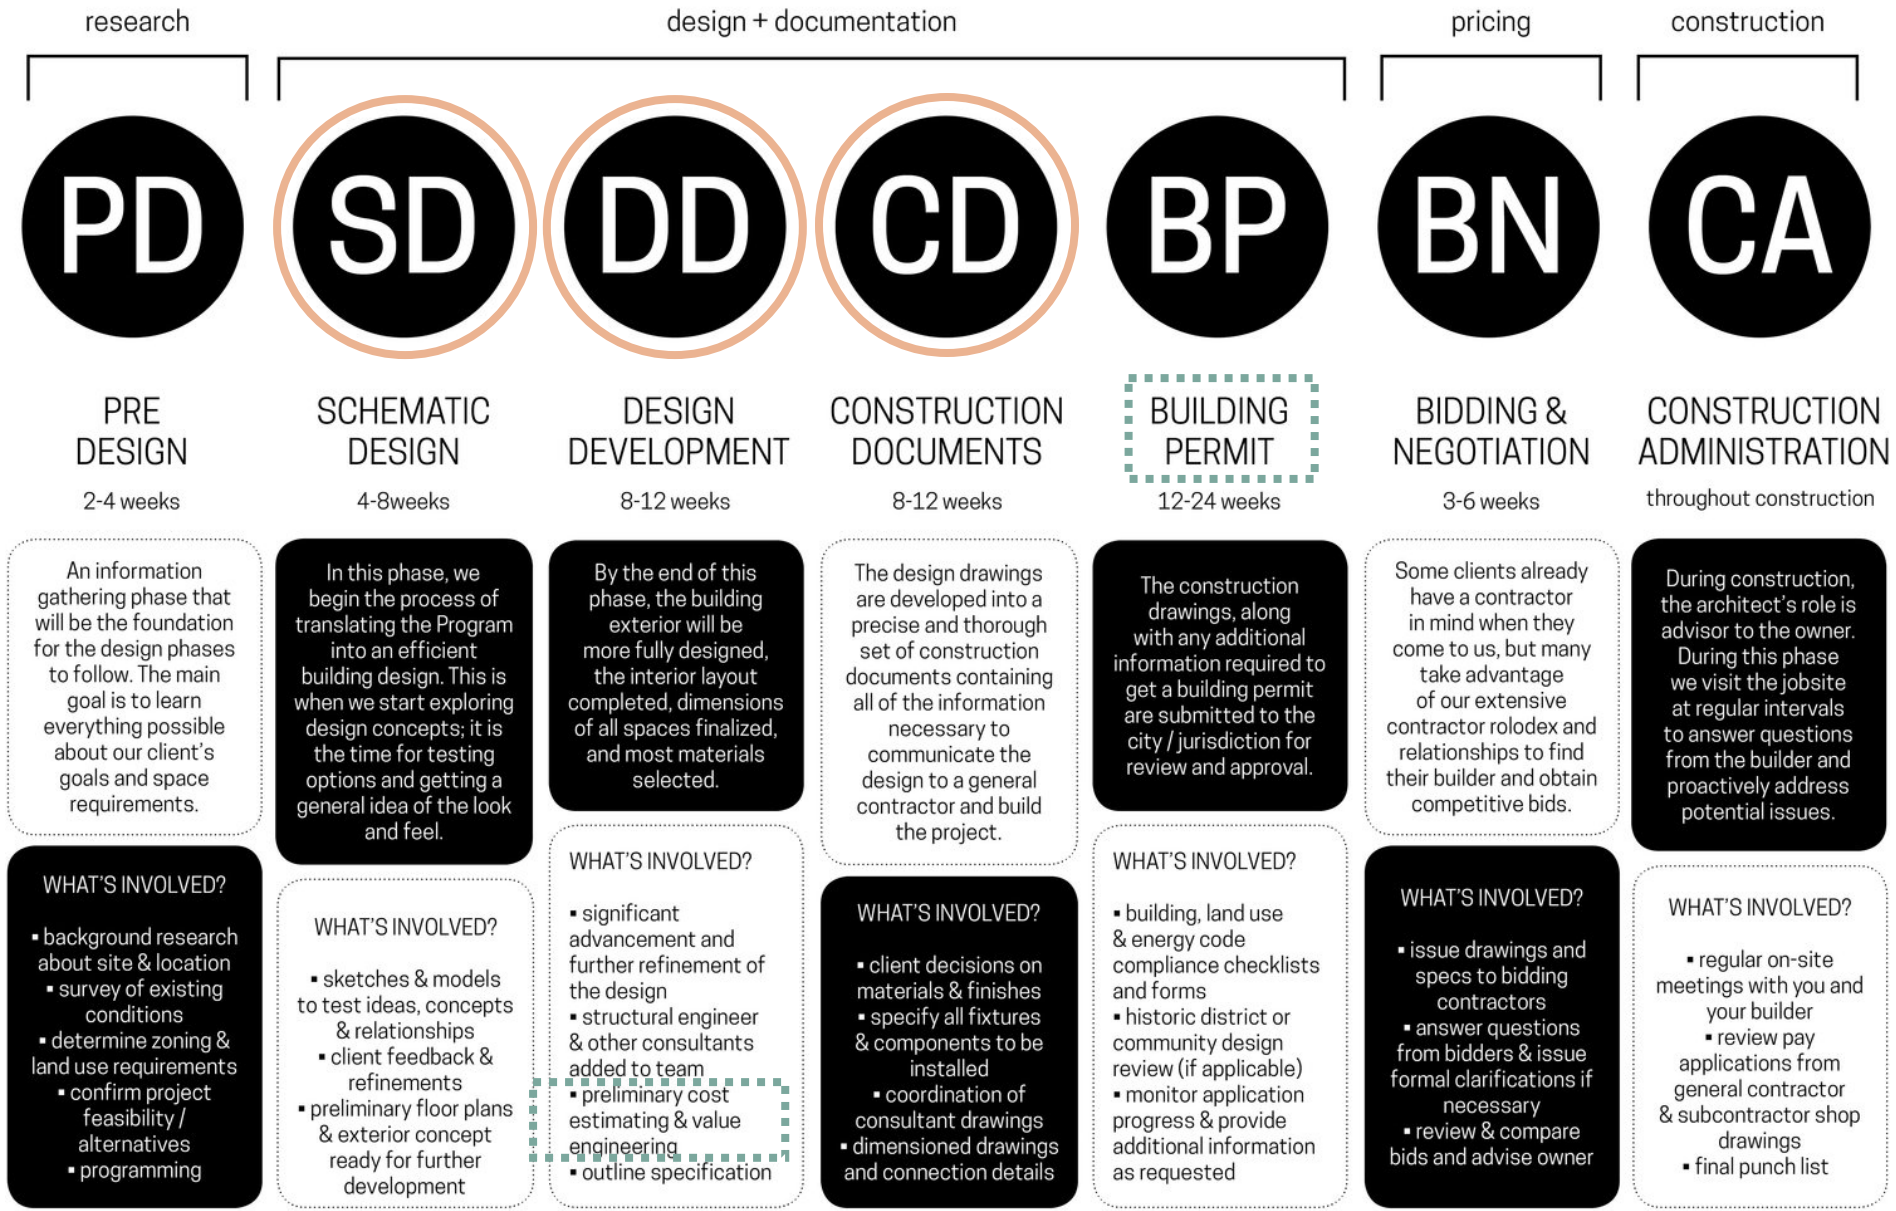 research
design + documentation
pricing
construction
PD
SD
DD
CD
BP
BN
CA
PRE
DESIGN
2-4 weeks
An information
gathering phase that
will be the foundation
for the design phases
to follow. The main
goal is to learn
everything possible
about our client's
goals and space
requirements.
WHAT'S INVOLVED?
▪ background research
about site & location
▪ survey of existing
conditions
▪ determine zoning &
land use requirements
▪ confirm project
feasibility /
alternatives
▪ programming
SCHEMATIC
DESIGN
4-8weeks
In this phase, we
begin the process of
translating the Program
into an efficient
building design. This is
when we start exploring
design concepts; it is
the time for testing
options and getting a
general idea of the look
and feel.
WHAT'S INVOLVED?
▪ sketches & models
to test ideas, concepts
& relationships
▪ client feedback &
refinements
▪ preliminary floor plans
& exterior concept
ready for further
development
DESIGN
DEVELOPMENT
8-12 weeks
By the end of this
phase, the building
exterior will be
more fully designed,
the interior layout
completed, dimensions
of all spaces finalized,
and most materials
selected.
WHAT'S INVOLVED?
▪ significant
advancement and
further refinement of
the design
▪ structural engineer
& other consultants
added to team
▪ preliminary cost
estimating & value
engineering
▪ outline specification
CONSTRUCTION
DOCUMENTS
8-12 weeks
The design drawings
are developed into a
precise and thorough
set of construction
documents containing
all of the information
necessary to
communicate the
design to a general
contractor and build
the project.
WHAT'S INVOLVED?
▪ client decisions on
materials & finishes
▪ specify all fixtures
& components to be
installed
▪ coordination of
consultant drawings
▪ dimensioned drawings
and connection details
BUILDING
PERMIT
12-24 weeks
The construction
drawings, along
with any additional
information required to
get a building permit
are submitted to the
city / jurisdiction for
review and approval.
WHAT'S INVOLVED?
▪ building, land use
& energy code
compliance checklists
and forms
▪ historic district or
community design
review (if applicable)
▪ monitor application
progress & provide
additional information
as requested
BIDDING &
NEGOTIATION
3-6 weeks
Some clients already
have a contractor
in mind when they
come to us, but many
take advantage
of our extensive
contractor rolodex and
relationships to find
their builder and obtain
competitive bids.
WHAT'S INVOLVED?
▪ issue drawings and
specs to bidding
contractors
▪ answer questions
from bidders & issue
formal clarifications if
necessary
▪ review & compare
bids and advise owner
CONSTRUCTION
ADMINISTRATION
throughout construction
During construction,
the architect's role is
advisor to the owner.
During this phase
we visit the jobsite
at regular intervals
to answer questions
from the builder and
proactively address
potential issues.
WHAT'S INVOLVED?
▪ regular on-site
meetings with you and
your builder
▪ review pay
applications from
general contractor
& subcontractor shop
drawings
▪ final punch list